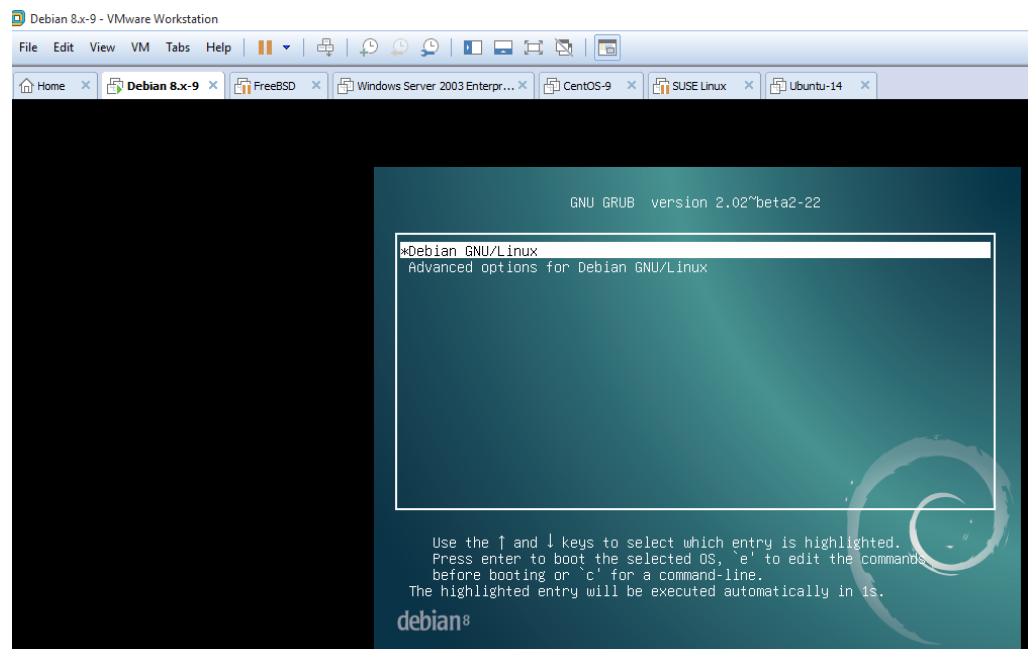 Debian 8.x-9 - VMware Workstation
File Edit View VM Tabs Help
Home Debian 8.x-9 FreeBSD Windows Server 2003 Enterpr... CentOS-9 SUSE Linux Ubuntu-14
GNU GRUB version 2.02~beta2-22
*Debian GNU/Linux
Advanced options for Debian GNU/Linux
Use the ↑ and ↓ keys to select which entry is highlighted.
Press enter to boot the selected OS, `e' to edit the commands
before booting or `c' for a command-line.
The highlighted entry will be executed automatically in 1s.
debian 8